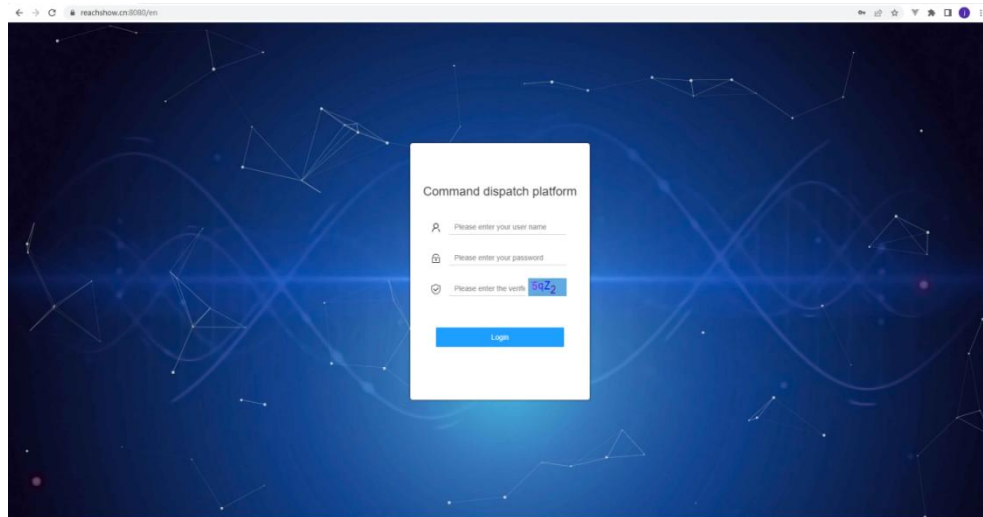 reachshow.cn:8080/en
Command dispatch platform
Please enter your user name
Please enter your password
Please enter the verifi
5qZ2
Login